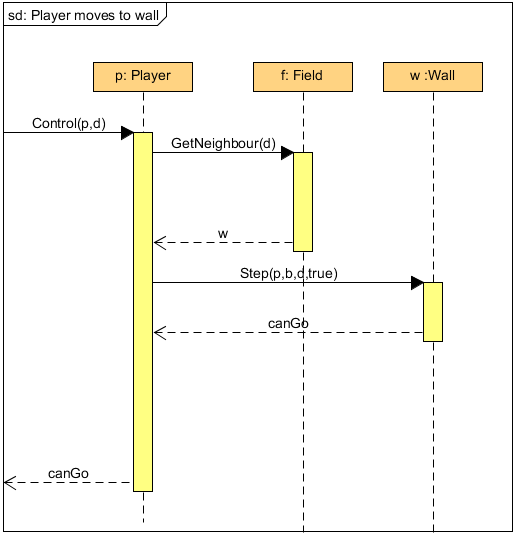 sd: Player moves to wall
p: Player
f: Field
w :Wall
Control(p,d)
GetNeighbour(d)
w
Step(p,b,d,true)
canGo
canGo